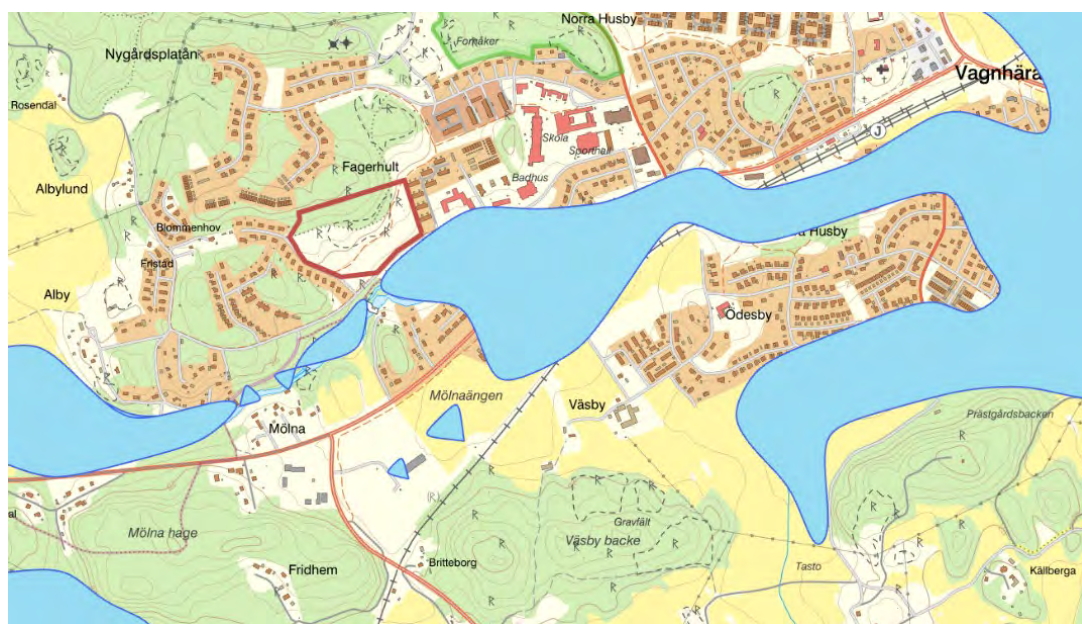 Norra Husby
Fornåker
Nygårdsplatån
Vagnhära
Rosendal
J
Skola
Sporthall
Fagerhult
Badhus
Albylund
Blommenhov
Husby
Fristad
Alby
Ödesby
Mölnaängen
Väsby
Prästgårdsbacken
Mölna
(R)
Gravfält
Mölna hage
Väsby backe
Fridhem
Britteborg
Tasto
Källberga